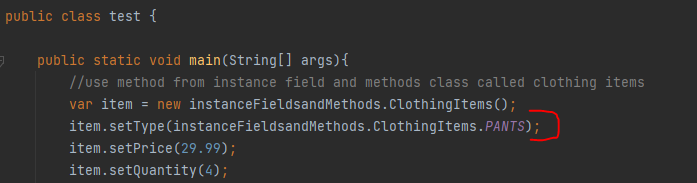 public class test {
public static void main(String[] args){
//use method from instance field and methods class called clothing items
var item = new instanceFieldsandMethods.ClothingItems();
item.setType(instanceFieldsandMethods.ClothingItems.PANTS);
item.setPrice(29.99);
item.setQuantity(4);